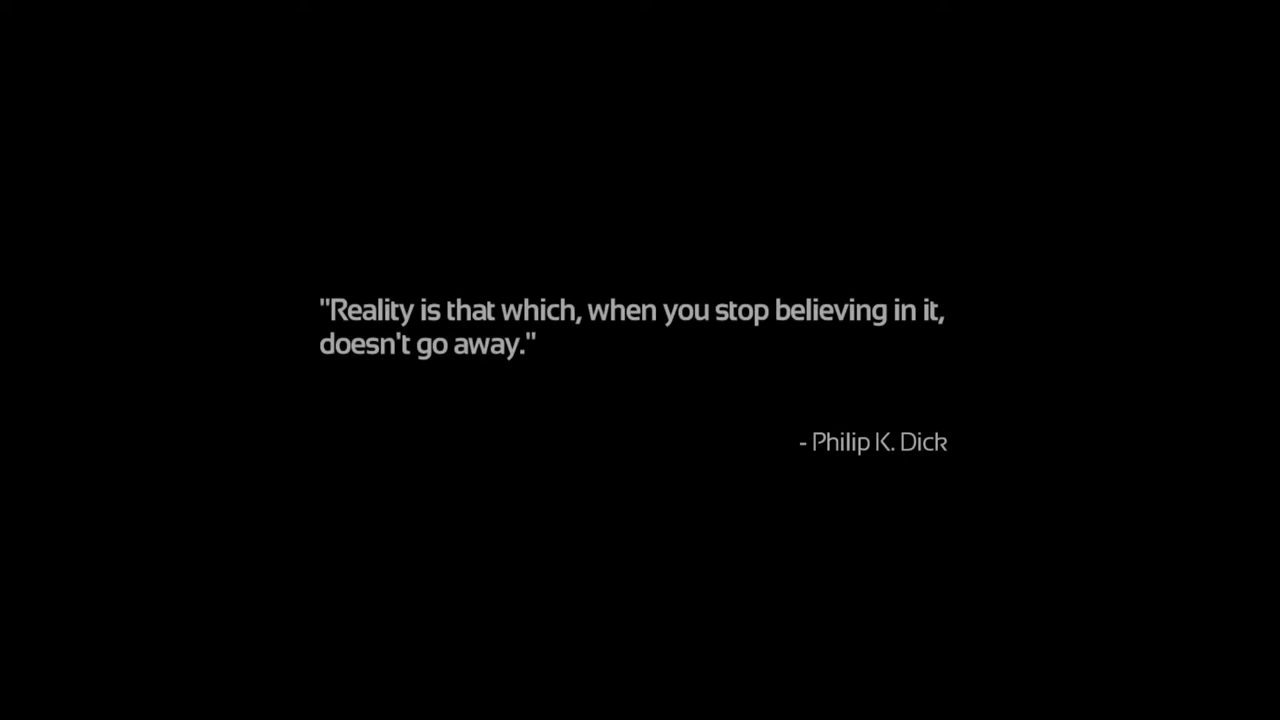 "Reality is that which, when you stop believing in it,
doesn't go away."
- Philip K. Dick